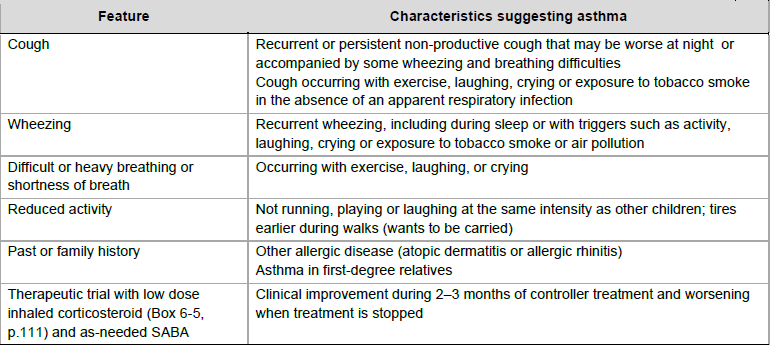 Feature
Characteristics suggesting asthma
Cough
Recurrent or persistent non-productive cough that may be worse at night or
accompanied by some wheezing and breathing difficulties
Cough occurring with exercise, laughing, crying or exposure to tobacco smoke
in the absence of an apparent respiratory infection
Wheezing
Recurrent wheezing, including during sleep or with triggers such as activity,
laughing, crying or exposure to tobacco smoke or air pollution
Difficult or heavy breathing or
shortness of breath
Occurring with exercise, laughing, or crying
Reduced activity
Not running, playing or laughing at the same intensity as other children; tires
earlier during walks (wants to be carried)
Past or family history
Other allergic disease (atopic dermatitis or allergic rhinitis)
Asthma in first-degree relatives
Therapeutic trial with low dose
inhaled corticosteroid (Box 6-5,
p.111) and as-needed SABA
Clinical improvement during 2–3 months of controller treatment and worsening
when treatment is stopped